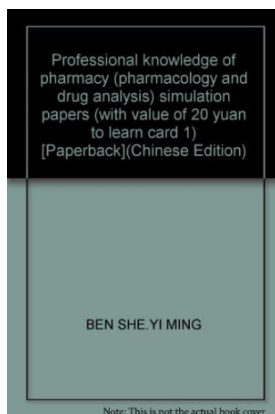 Professional knowledge of
pharmacy (pharmacology and
drug analysis) simulation
papers (with value of 20 yuan
to learn card 1)
[Paperback](Chinese Edition)
BEN SHE.YI MING
Note: This is not the actual book cover